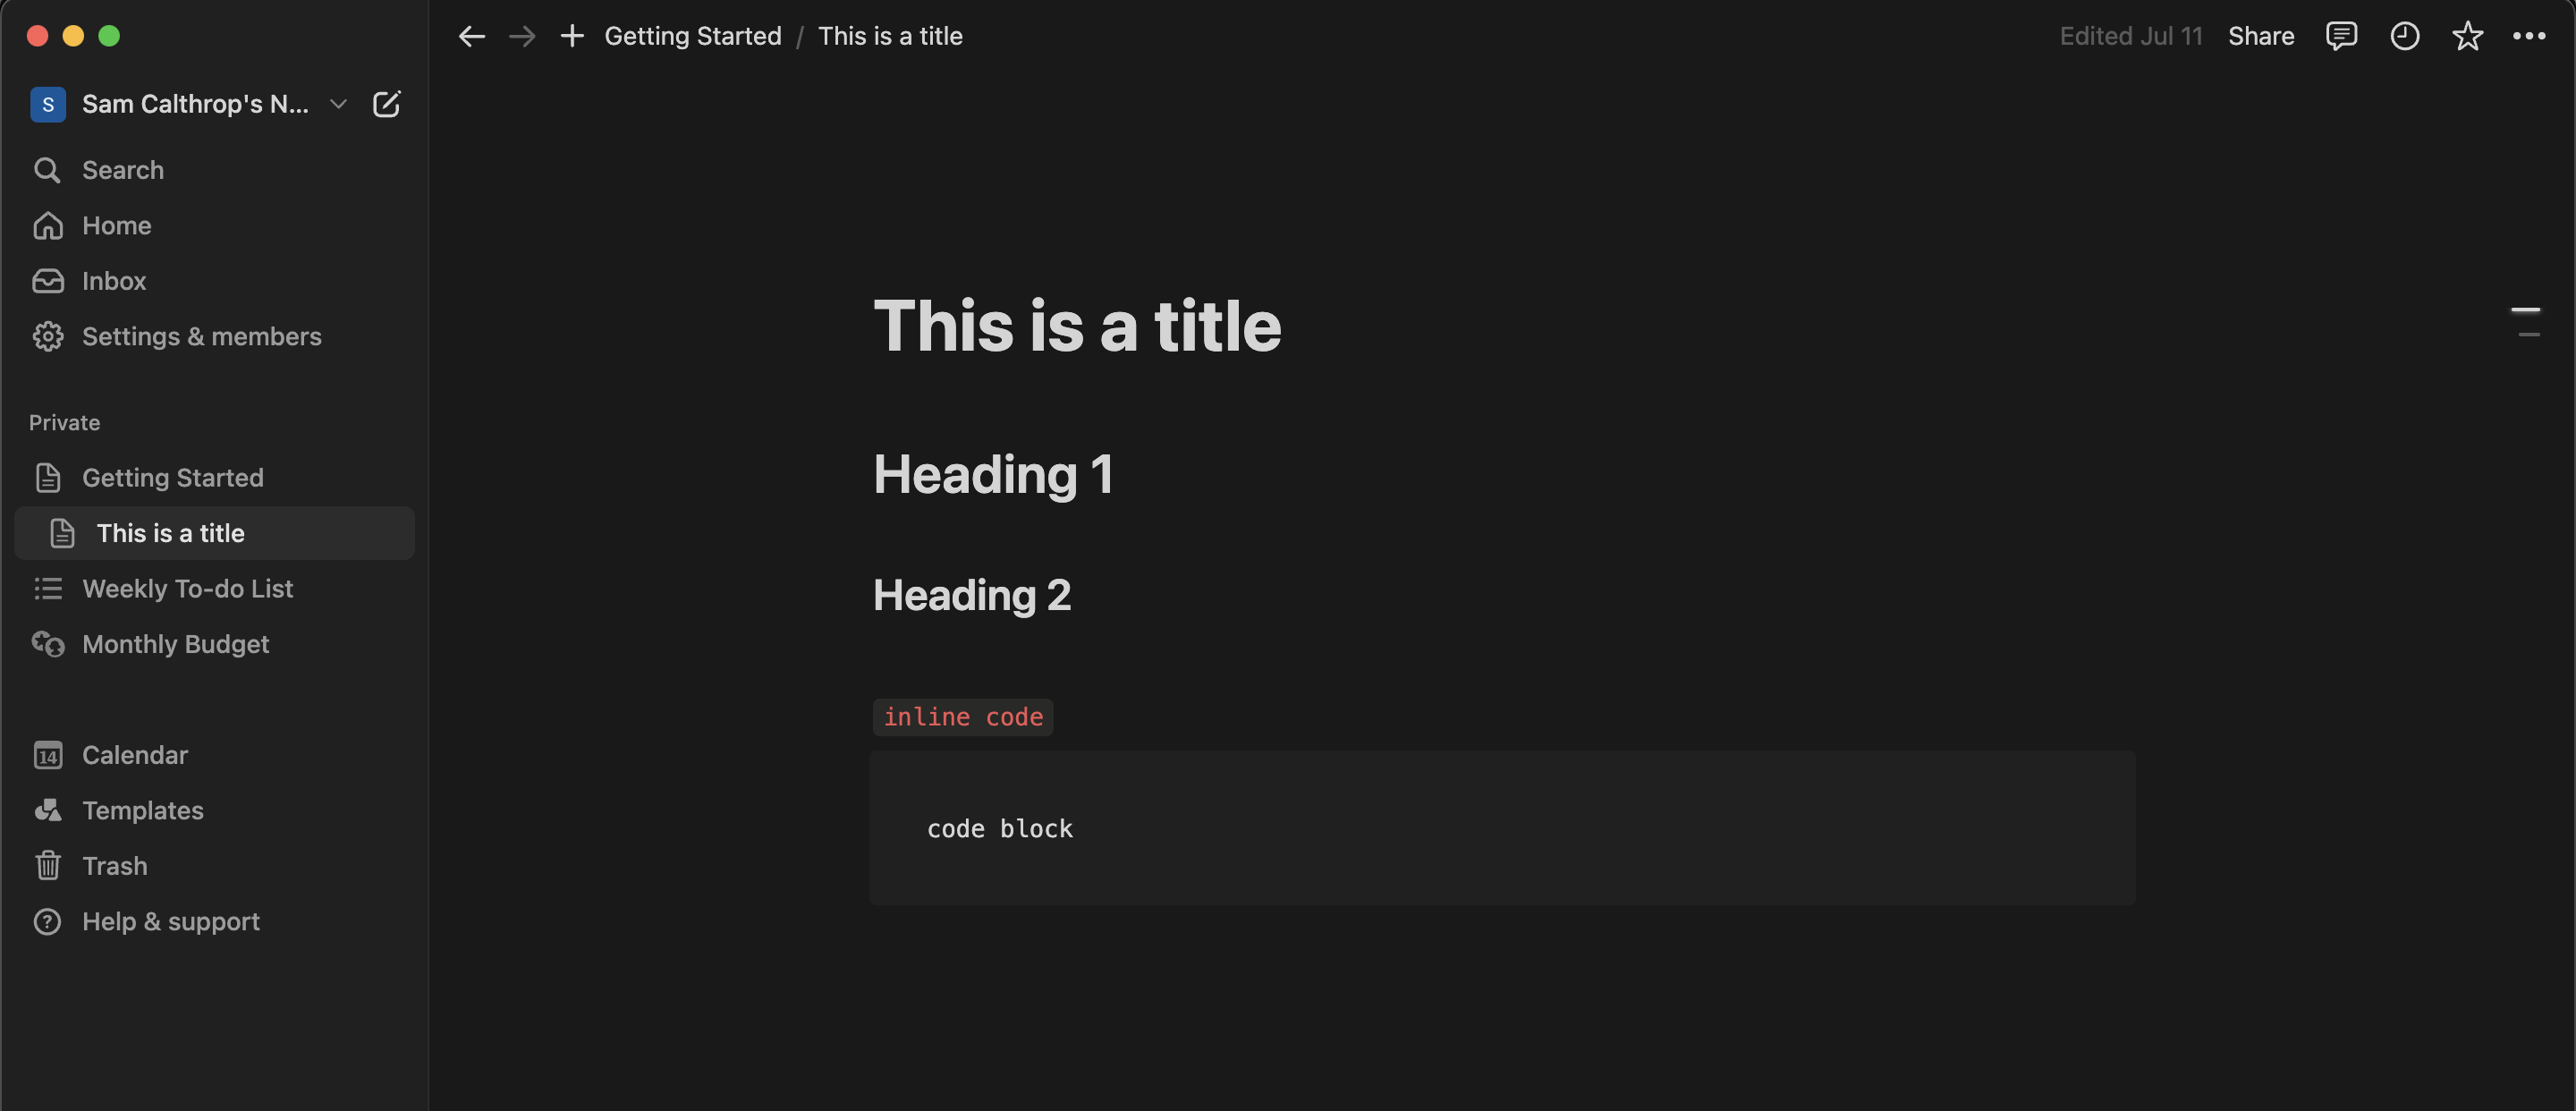 Getting Started / This is a title
Edited Jul 11 Share
S Sam Calthrop's N...
Search
Home
Inbox
Settings & members
Private
Getting Started
This is a title
Weekly To-do List
Monthly Budget
14 Calendar
Templates
Trash
? Help & support
This is a title
Heading 1
Heading 2
inline code
code block